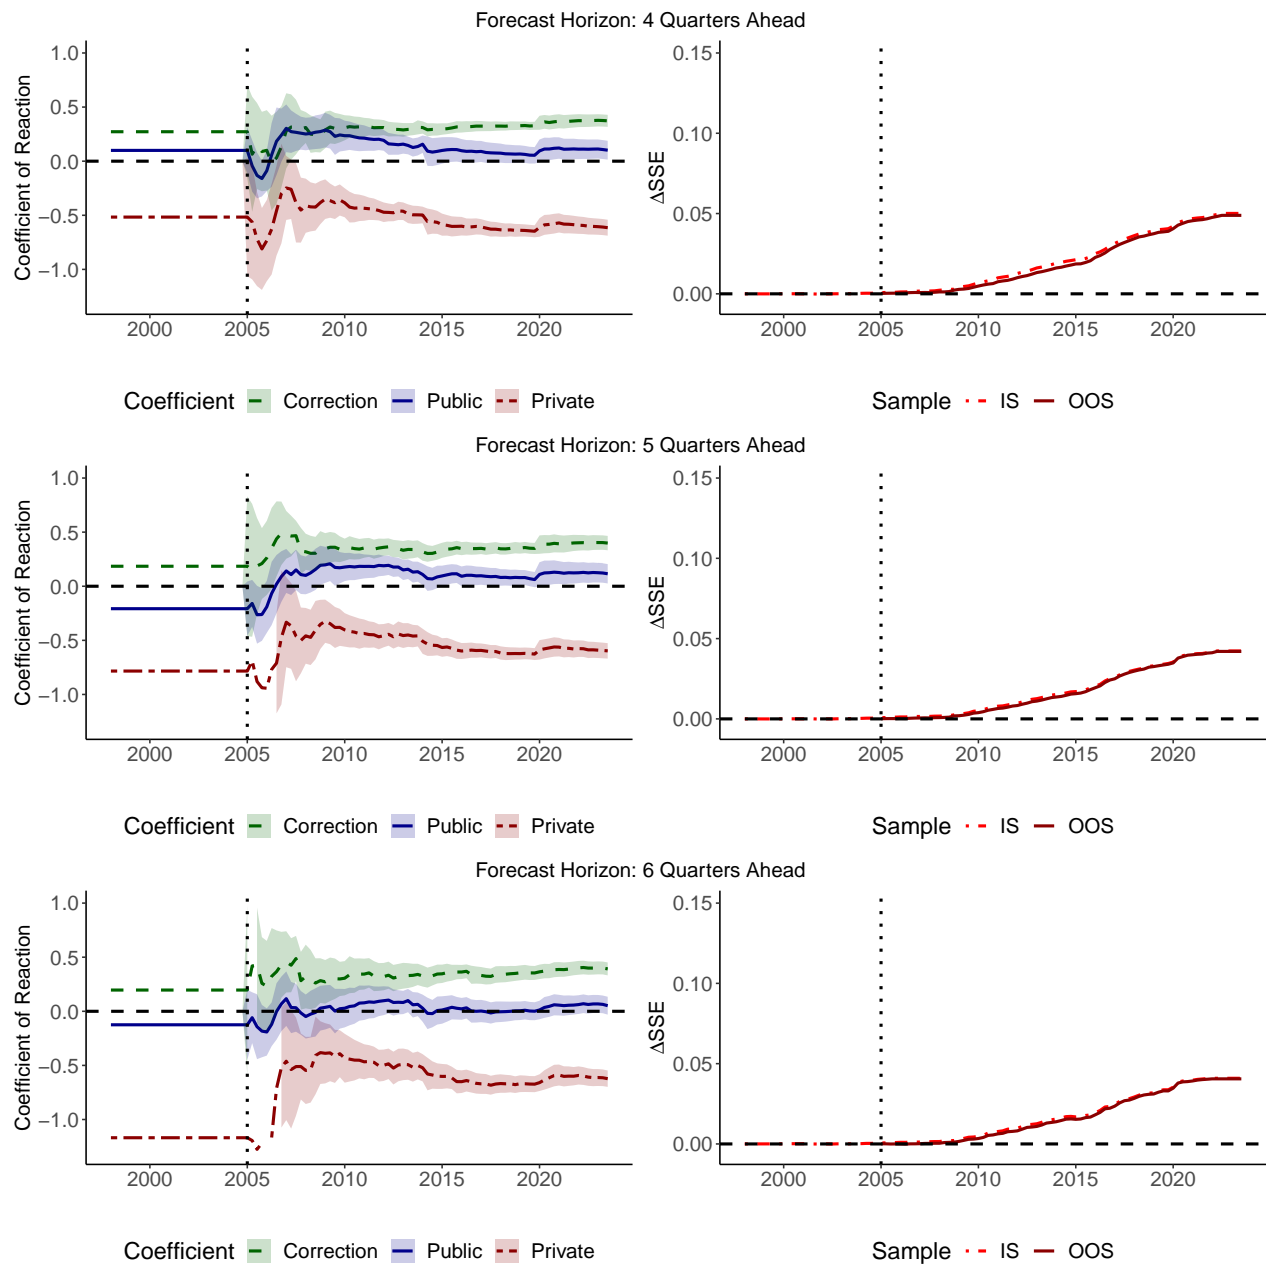 Forecast Horizon: 4 Quarters Ahead
Coefficient of Reaction
1.0
0.5
0.0
−0.5
−1.0
2000 2005 2010 2015 2020
ΔSSE
0.15
0.10
0.05
0.00
2000 2005 2010 2015 2020
Coefficient Correction Public Private
Sample IS OOS
Forecast Horizon: 5 Quarters Ahead
Coefficient of Reaction
1.0
0.5
0.0
−0.5
−1.0
2000 2005 2010 2015 2020
ΔSSE
0.15
0.10
0.05
0.00
2000 2005 2010 2015 2020
Coefficient Correction Public Private
Sample IS OOS
Forecast Horizon: 6 Quarters Ahead
Coefficient of Reaction
1.0
0.5
0.0
−0.5
−1.0
2000 2005 2010 2015 2020
ΔSSE
0.15
0.10
0.05
0.00
2000 2005 2010 2015 2020
Coefficient Correction Public Private
Sample IS OOS